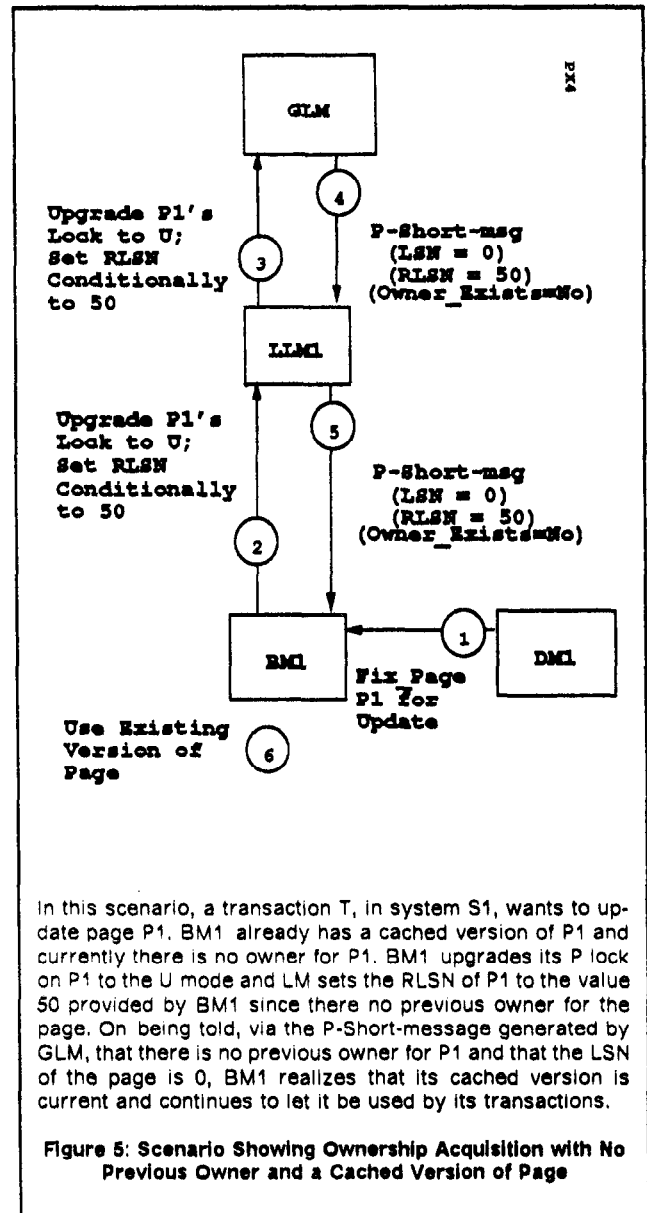 PX4
GLM
4
Upgrade P1's
Lock to U;
Set RLSN
Conditionally
to 50
3
P-Short-msg
(LSN = 0)
(RLSN = 50)
(Owner_Exists=No)
LLM1
5
Upgrade P1's
Lock to U;
Set RLSN
Conditionally
to 50
2
P-Short-msg
(LSN = 0)
(RLSN = 50)
(Owner_Exists=No)
BM1
1
DM1
Fix Page
P1 for
Update
Use Existing
Version of
Page
6
In this scenario, a transaction T, in system S1, wants to up-
date page P1. BM1 already has a cached version of P1 and
currently there is no owner for P1. BM1 upgrades its P lock
on P1 to the U mode and LM sets the RLSN of P1 to the value
50 provided by BM1 since there no previous owner for the
page. On being told, via the P-Short-message generated by
GLM, that there is no previous owner for P1 and that the LSN
of the page is 0, BM1 realizes that its cached version is
current and continues to let it be used by its transactions.
Figure 5: Scenario Showing Ownership Acquisition with No
Previous Owner and a Cached Version of Page